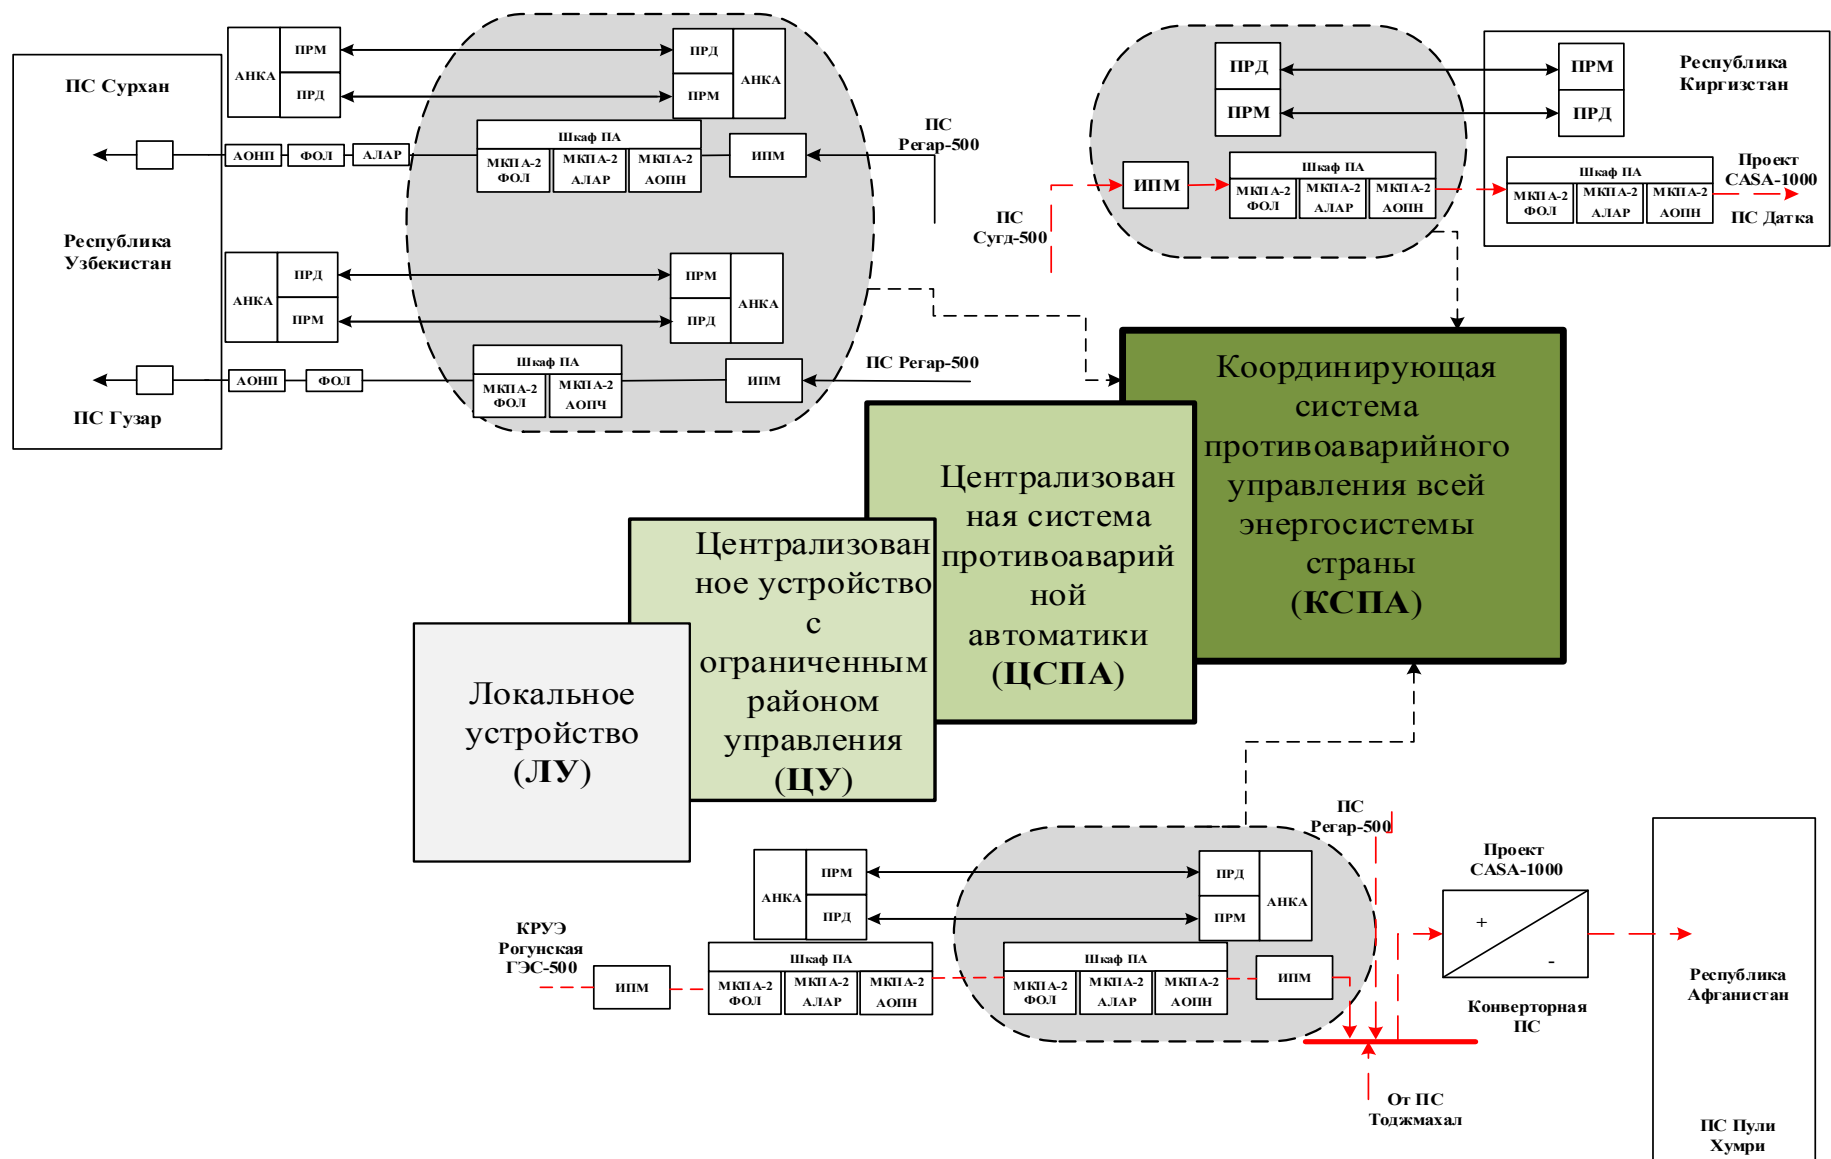 ПС Сурхан
Республика
Узбекистан
ПС Гузар
АНКА
ПРМ
ПРД
ПРД
ПРМ
АНКА
АОНП
ФОЛ
АЛАР
Шкаф ПА
МКПА-2
ФОЛ
МКПА-2
АЛАР
МКПА-2
АОПН
ИПМ
ПС
Регар-500
АНКА
ПРД
ПРМ
ПРМ
ПРД
АНКА
АОНП
ФОЛ
Шкаф ПА
МКПА-2
ФОЛ
МКПА-2
АОПЧ
ИПМ
ПС Регар-500
ПРД
ПРМ
ПРМ
ПРД
Республика
Киргизстан
ПС
Сугд-500
ИПМ
Шкаф ПА
МКПА-2
ФОЛ
МКПА-2
АЛАР
МКПА-2
АОПН
Шкаф ПА
МКПА-2
ФОЛ
МКПА-2
АЛАР
МКПА-2
АОПН
Проект
CASA-1000
ПС Датка
Координирующая
система
противоаварийного
управления всей
энергосистемы
страны
(КСПА)
Централизован
ная система
противоаварий
ной
автоматики
(ЦСПА)
Централизован
ное устройство
с
ограниченным
районом
управления
(ЦУ)
Локальное
устройство
(ЛУ)
АНКА
ПРМ
ПРД
ПРД
ПРМ
АНКА
КРУЭ
Рогунская
ГЭС-500
ИПМ
Шкаф ПА
МКПА-2
ФОЛ
МКПА-2
АЛАР
МКПА-2
АОПН
Шкаф ПА
МКПА-2
ФОЛ
МКПА-2
АЛАР
МКПА-2
АОПН
ИПМ
ПС
Регар-500
От ПС
Тоджмахал
Проект
CASA-1000
+
-
Конверторная
ПС
Республика
Афганистан
ПС Пули
Хумри